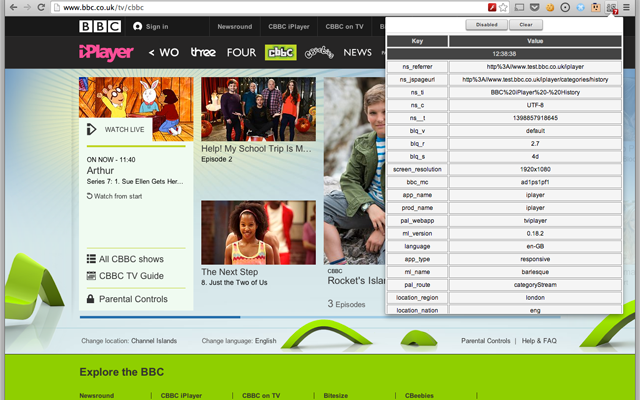 www.bbc.co.uk/tv/cbbc
BBC
Sign in
Newsround
CBBC iPlayer
CBBC on TV
iPlayer
< WO
three
FOUR
cbbc
cbeebies
NEWS
Disabled
Clear
Key
Value
12:38:38
ns_referrer
http%3A//www.test.bbc.co.uk/iplayer
ns_jspageurl
http%3A//www.test.bbc.co.uk/iplayer/categories/history
ns_ti
BBC%20iPlayer%20-%20History
ns_c
UTF-8
ns__t
1398857918645
blq_v
default
blq_r
2.7
blq_s
4d
screen_resolution
1920x1080
bbc_mc
ad1ps1pf1
app_name
iplayer
prod_name
iplayer
pal_webapp
tviplayer
ml_version
0.18.2
language
en-GB
app_type
responsive
ml_name
barlesque
pal_route
categoryStream
location_region
london
location_nation
eng
WATCH LIVE
ON NOW - 11:40
Arthur
Series 7: 1. Sue Ellen Gets Her...
Watch from start
All CBBC shows
CBBC TV Guide
Parental Controls
Help! My School Trip Is M...
Episode 2
The Next Step
8. Just the Two of Us
CBBC
Rocket's Islan
3 Episodes
Change location: Channel Islands
Change language: English
Parental Controls | Help & FAQ
Explore the BBC
Newsround
CBBC iPlayer
CBBC on TV
Bitesize
CBeebies